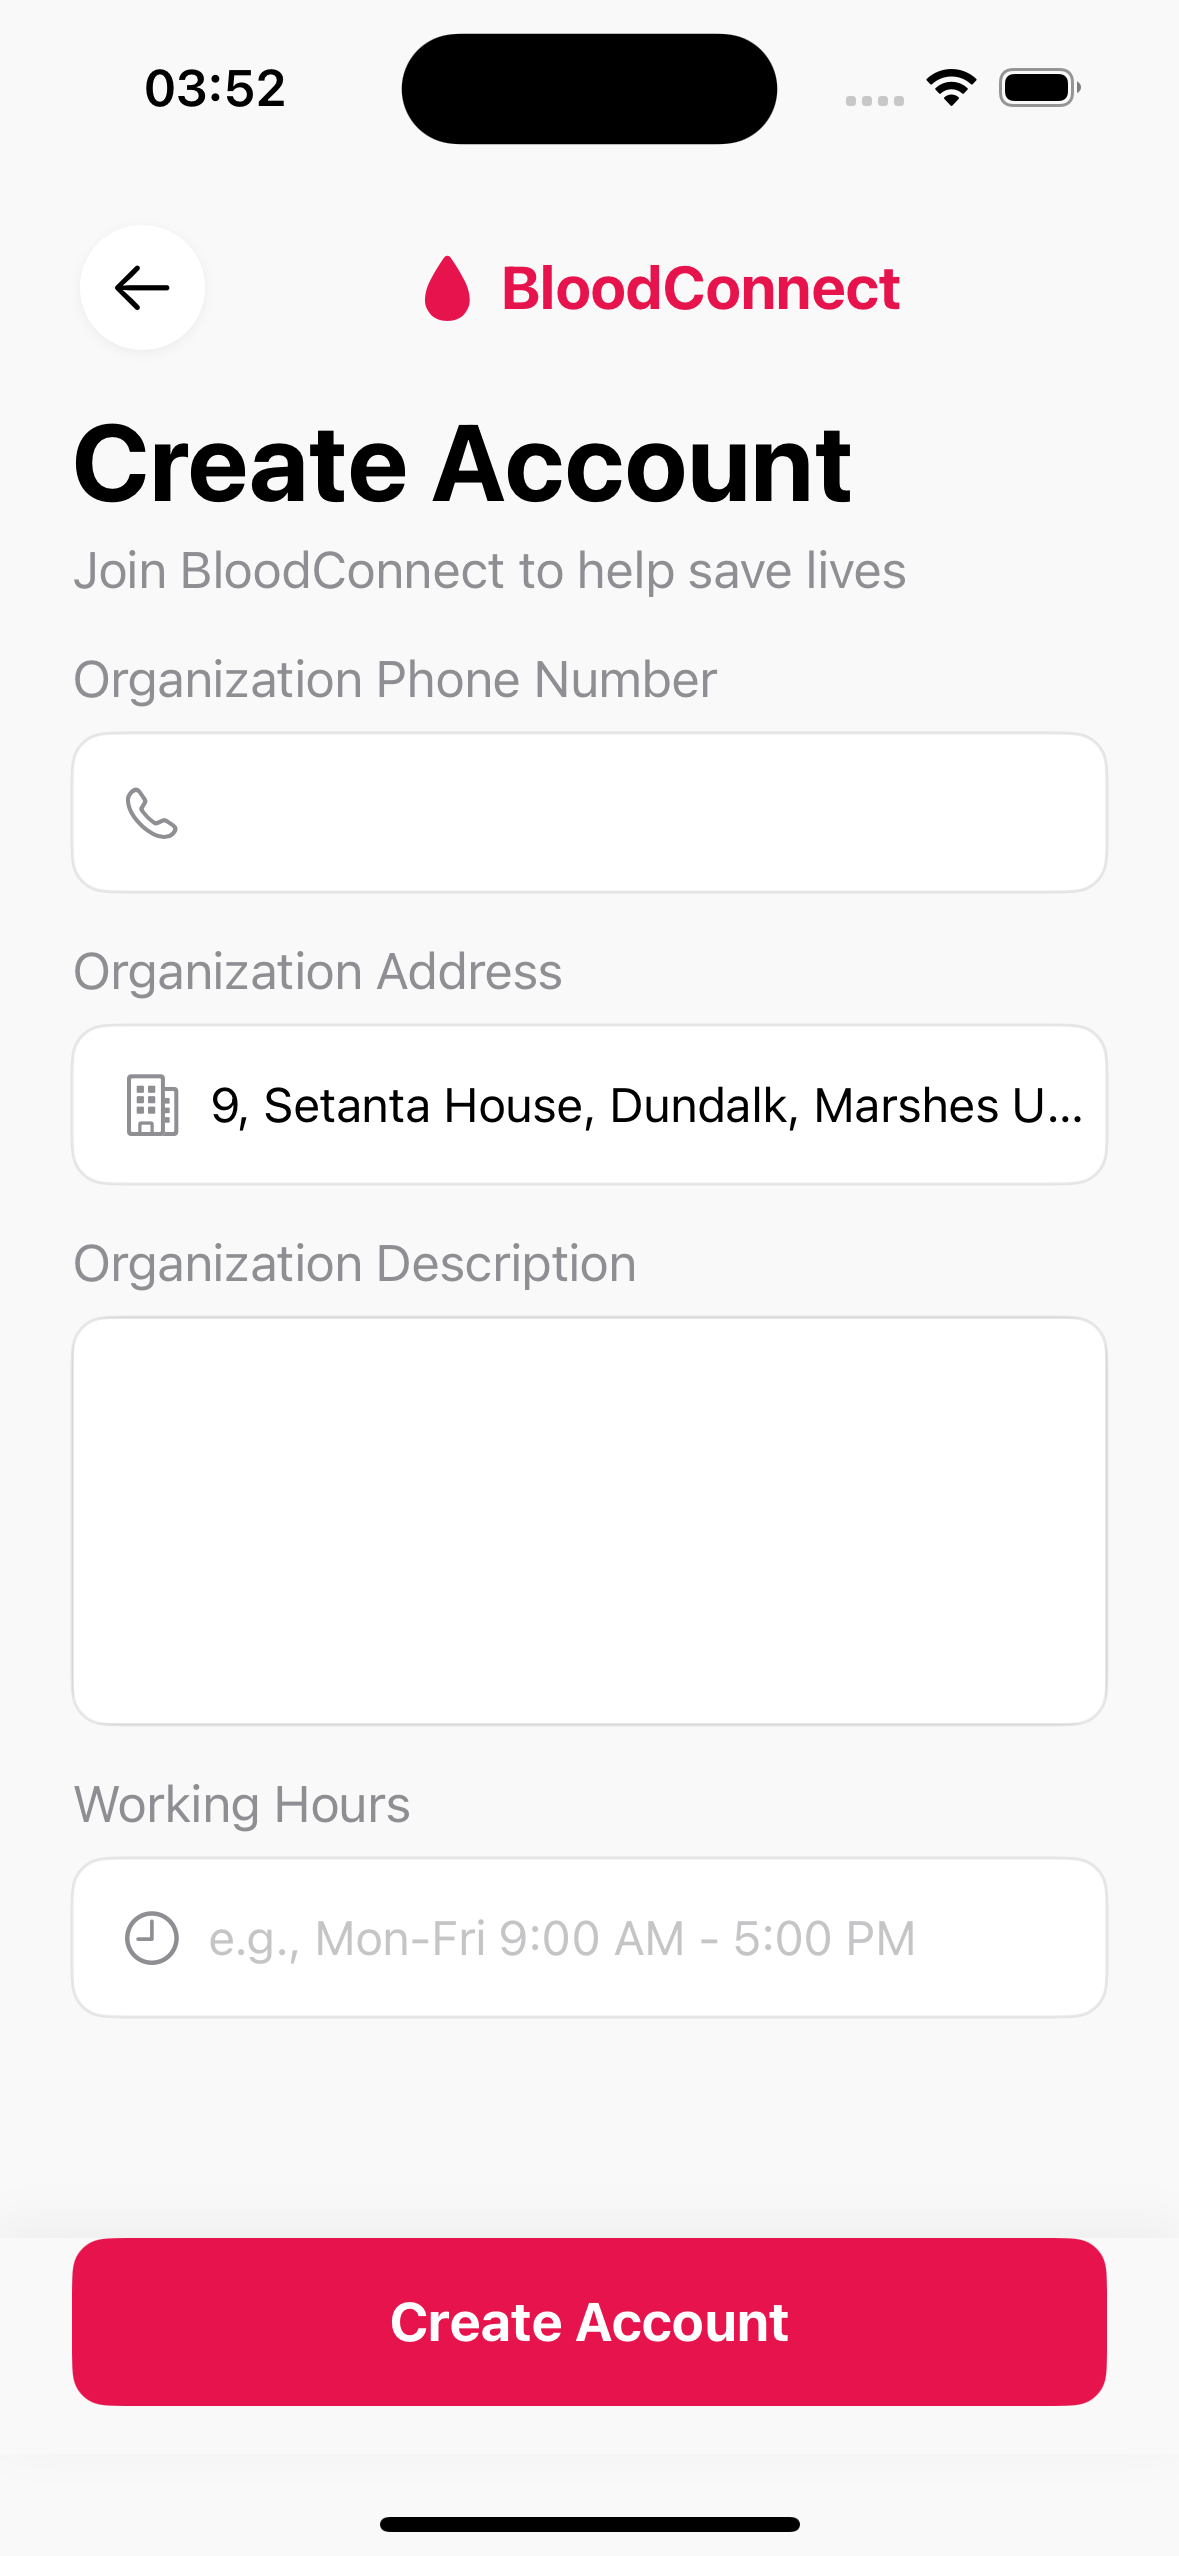 03:52
BloodConnect
Create Account
Join BloodConnect to help save lives
Organization Phone Number
Organization Address
9, Setanta House, Dundalk, Marshes U...
Organization Description
Working Hours
e.g., Mon-Fri 9:00 AM - 5:00 PM
Create Account